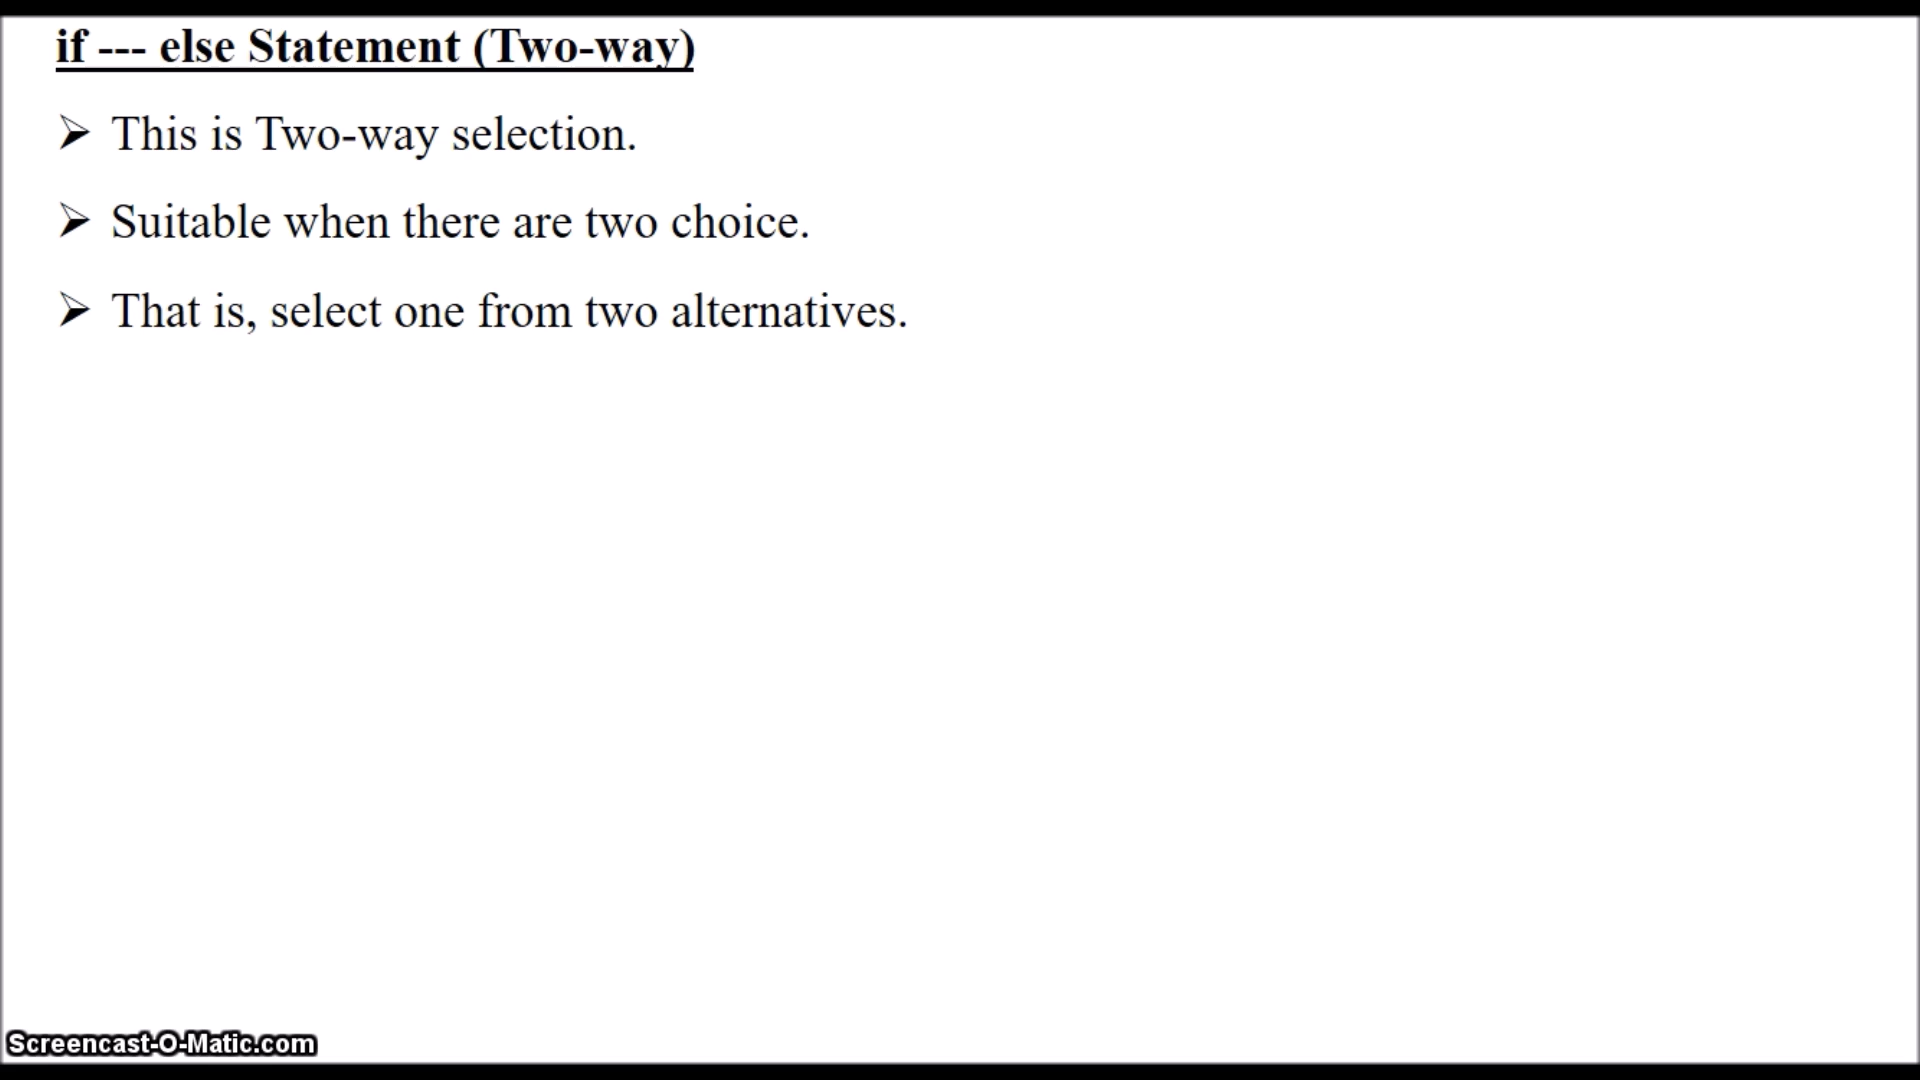 if --- else Statement (Two-way)
➢ This is Two-way selection.
➢ Suitable when there are two choice.
➢ That is, select one from two alternatives.
Screencast-O-Matic.com